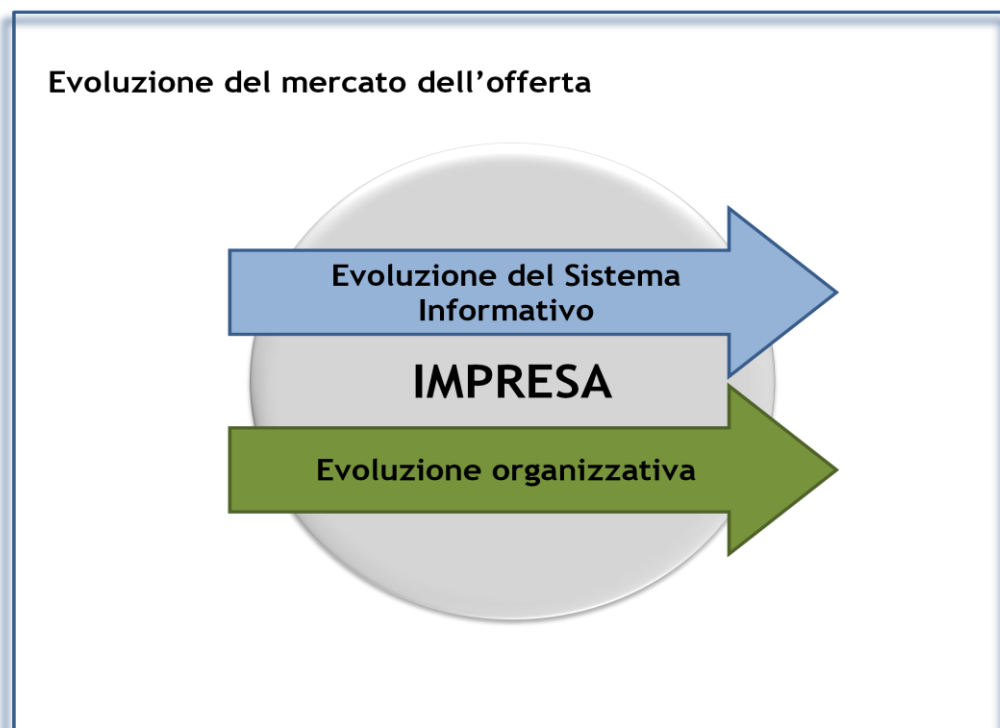 Evoluzione del mercato dell’offerta
Evoluzione del Sistema
Informativo
IMPRESA
Evoluzione organizzativa